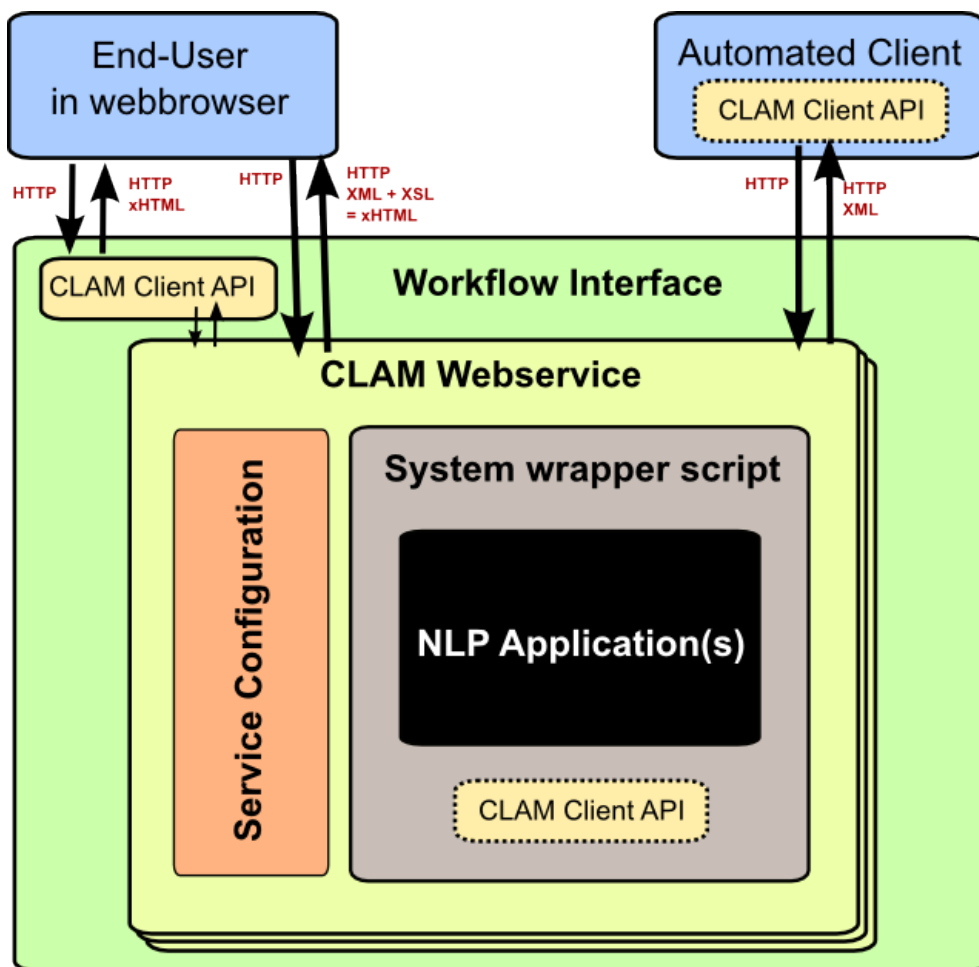 End-User
in webbrowser
Automated Client
CLAM Client API
HTTP
HTTP
xHTML
HTTP
HTTP
XML + XSL
= xHTML
HTTP
HTTP
XML
CLAM Client API
Workflow Interface
CLAM Webservice
Service Configuration
System wrapper script
NLP Application(s)
CLAM Client API